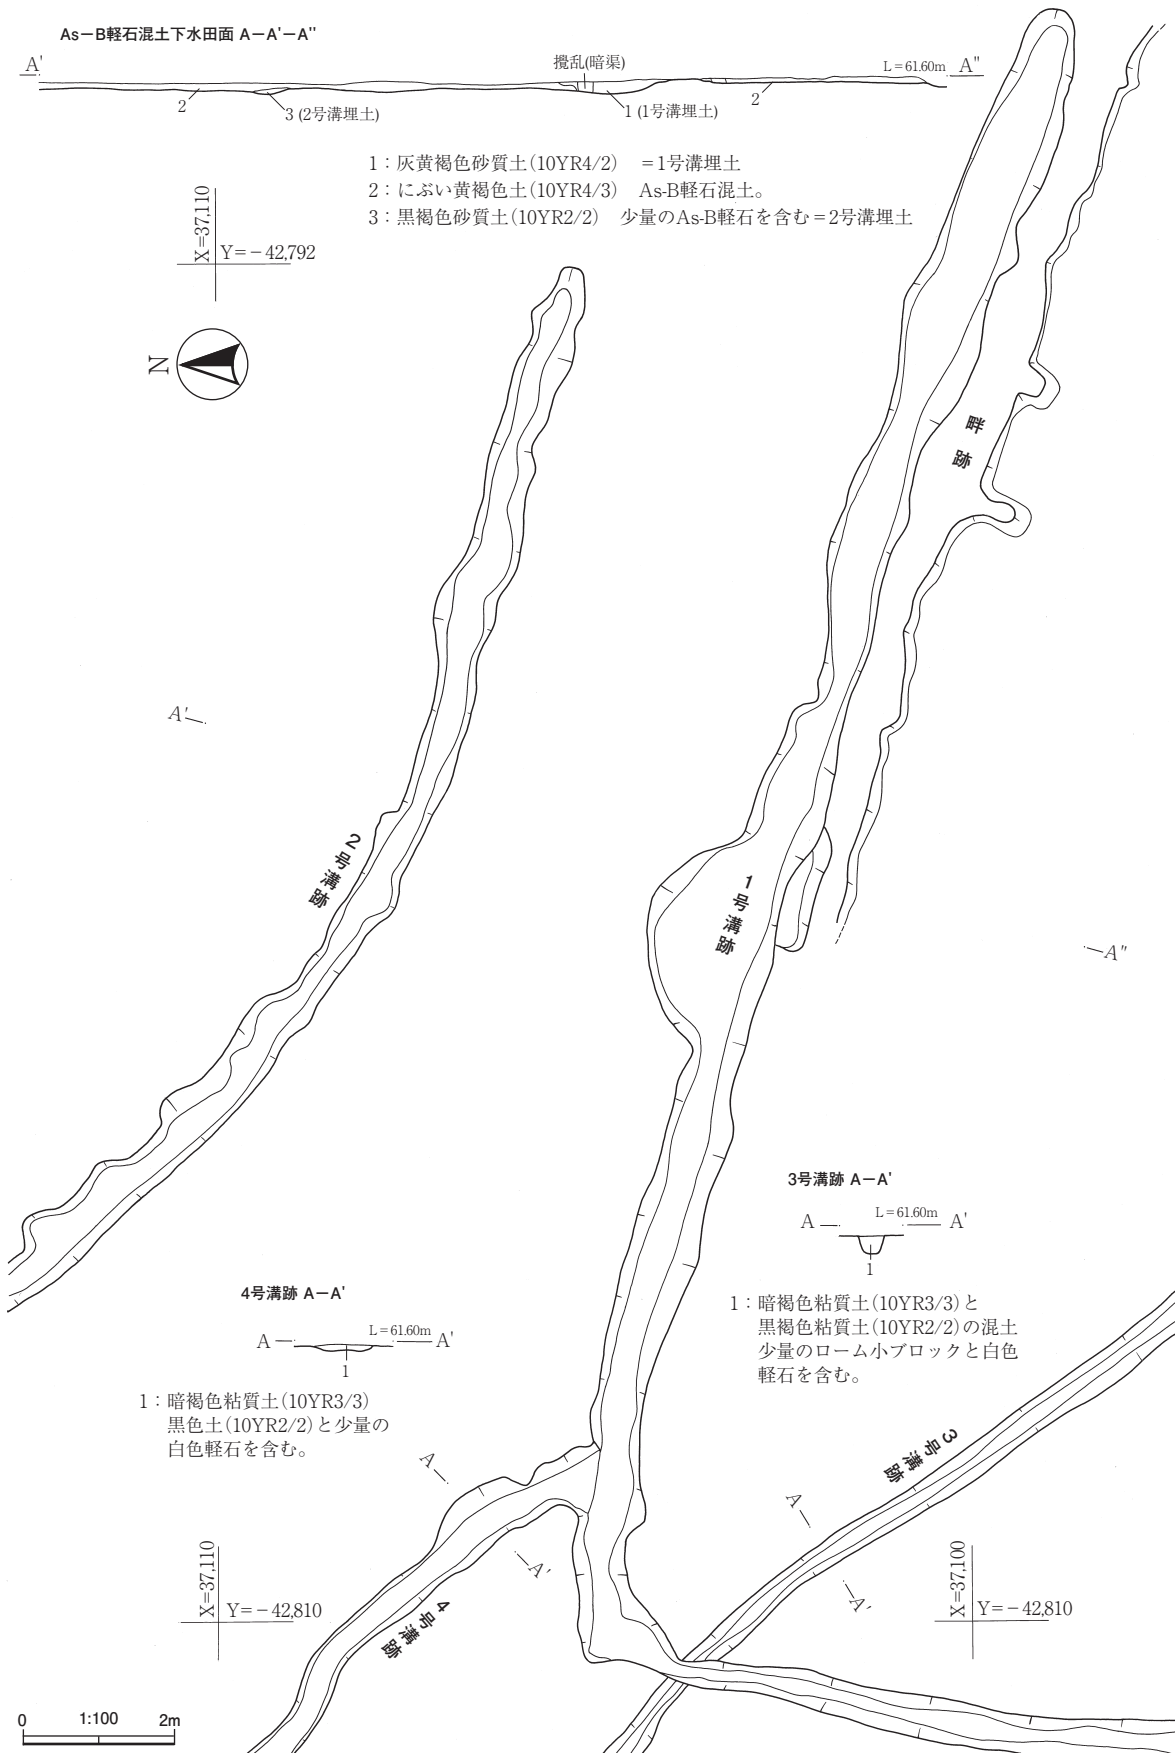 As－B軽石混土下水田面 A－A'－A"
A'
攪乱(暗渠)
L＝61.60m
A"
2
3 (2号溝埋土)
1 (1号溝埋土)
2
1：灰黄褐色砂質土(10YR4/2)　＝1号溝埋土
2：にぶい黄褐色土(10YR4/3)　As-B軽石混土。
3：黒褐色砂質土(10YR2/2)　少量のAs-B軽石を含む＝2号溝埋土
X＝37,110
Y＝－42,792
N
畔跡
A'
2号溝跡
1号溝跡
A"
3号溝跡 A－A'
A
L＝61.60m
A'
1
1：暗褐色粘質土(10YR3/3)と
黒褐色粘質土(10YR2/2)の混土
少量のローム小ブロックと白色
軽石を含む。
4号溝跡 A－A'
A
L＝61.60m
A'
1
1：暗褐色粘質土(10YR3/3)
黒色土(10YR2/2)と少量の
白色軽石を含む。
3号溝跡
A
A'
A
A'
4号溝跡
X＝37,110
Y＝－42,810
X＝37,100
Y＝－42,810
0
1:100
2m